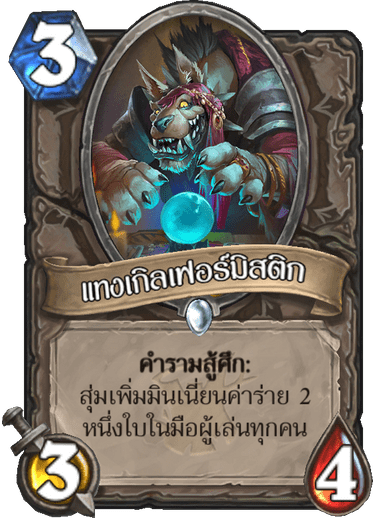 3
แทงเกิลเฟอร์มิสติก
คำรามสู้ศึก:
สุ่มเพิ่มมินเนี่ยนค่าร่าย 2
หนึ่งใบในมือผู้เล่นทุกคน
3
4